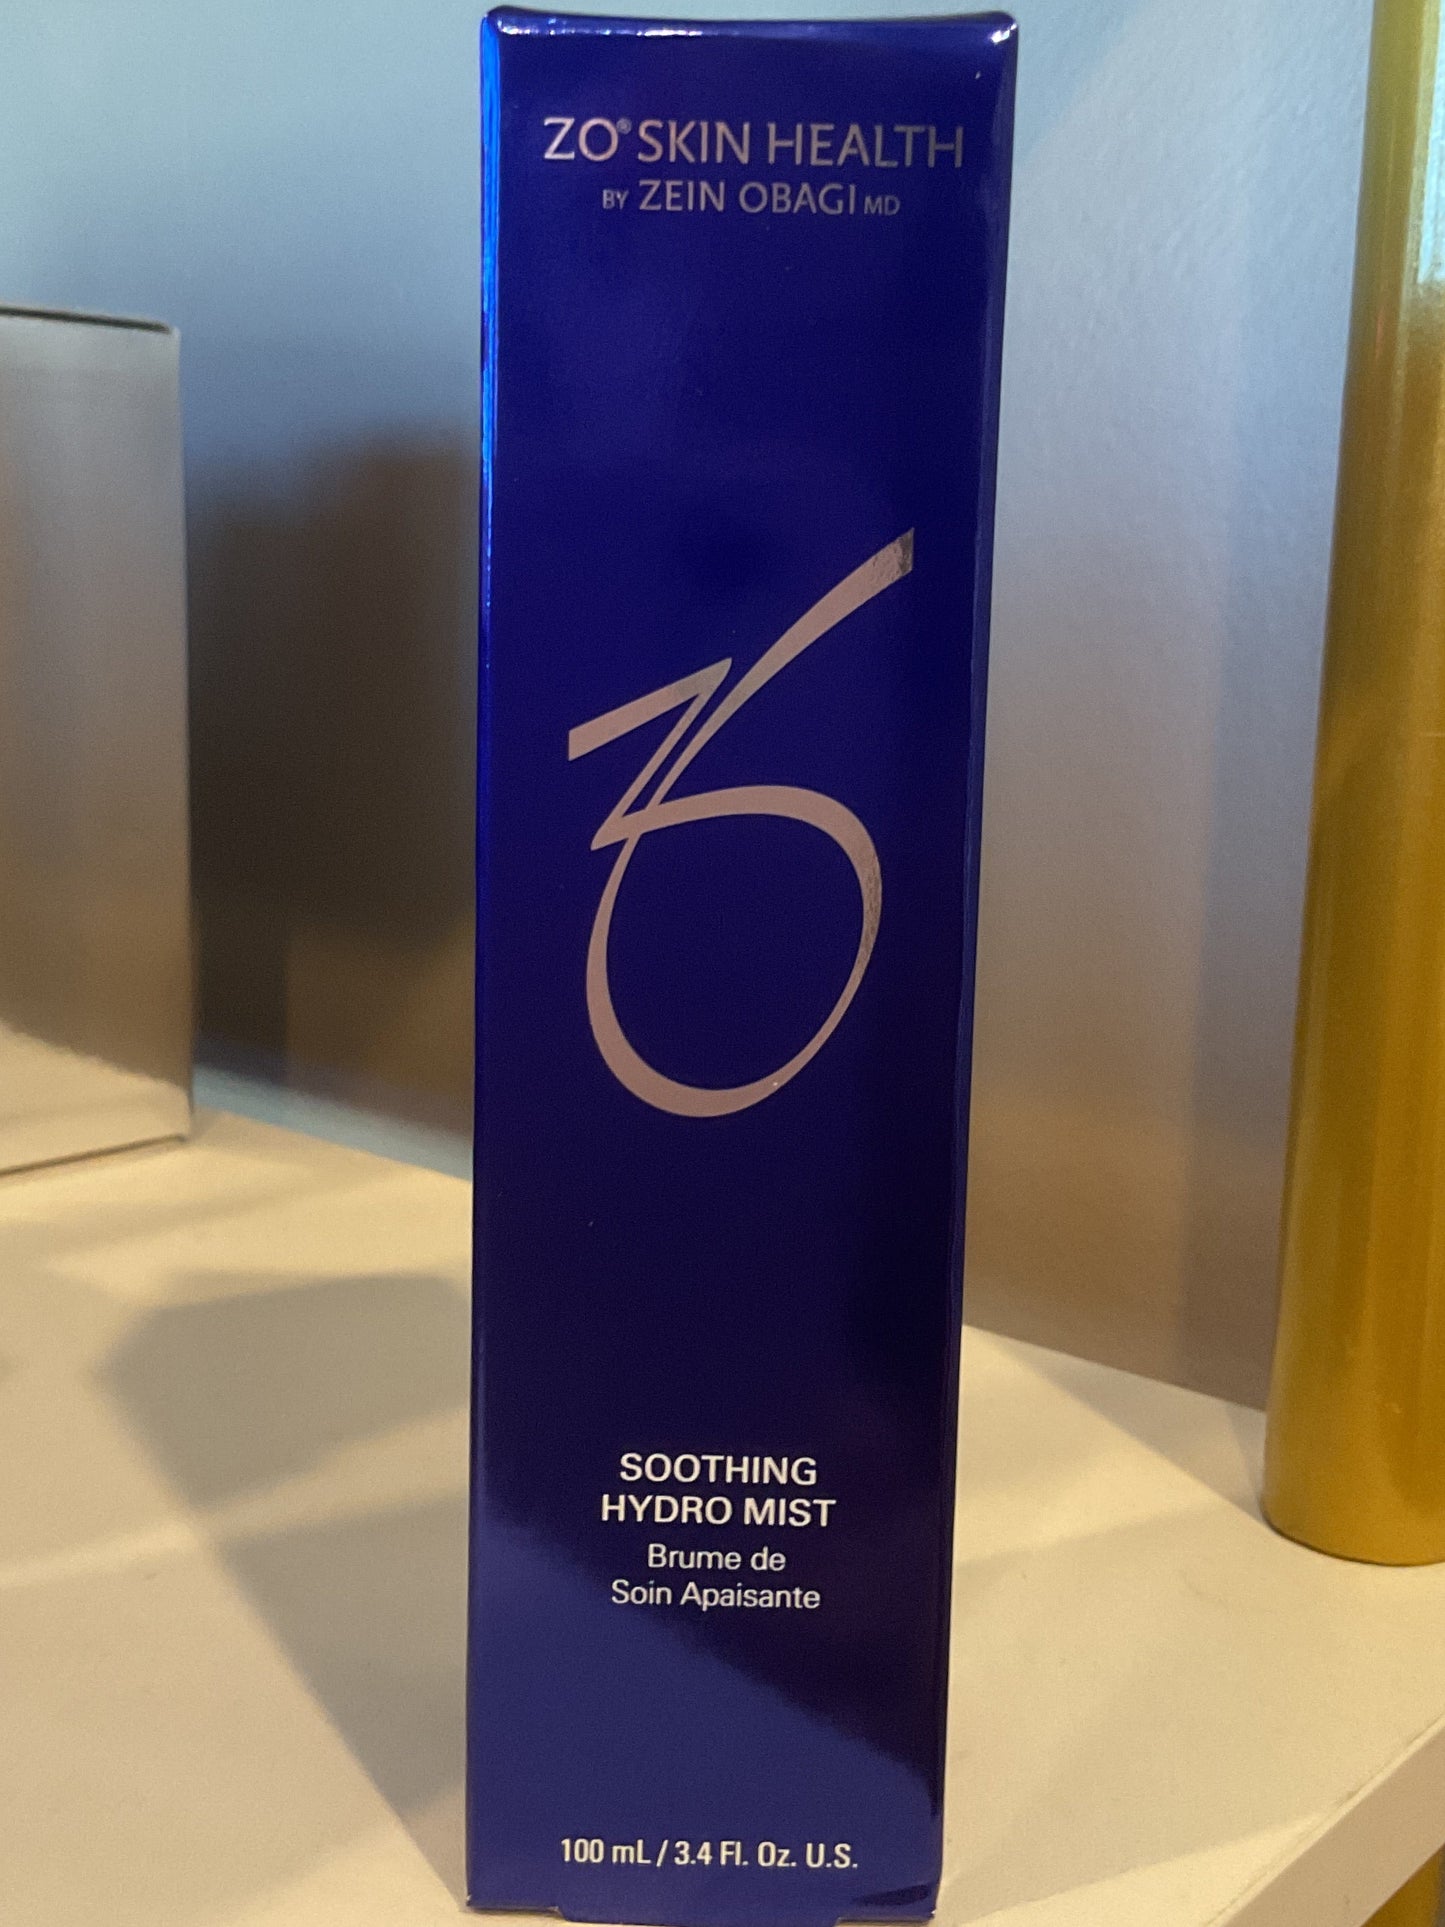 ZO® SKIN HEALTH
BY ZEIN OBAGI MD
ZO
SOOTHING
HYDRO MIST
Brume de
Soin Apaisante
100 mL / 3.4 Fl. Oz. U.S.